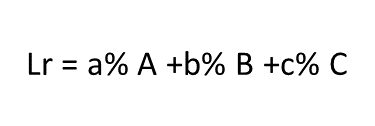 Lr = a% A +b% B +c% C